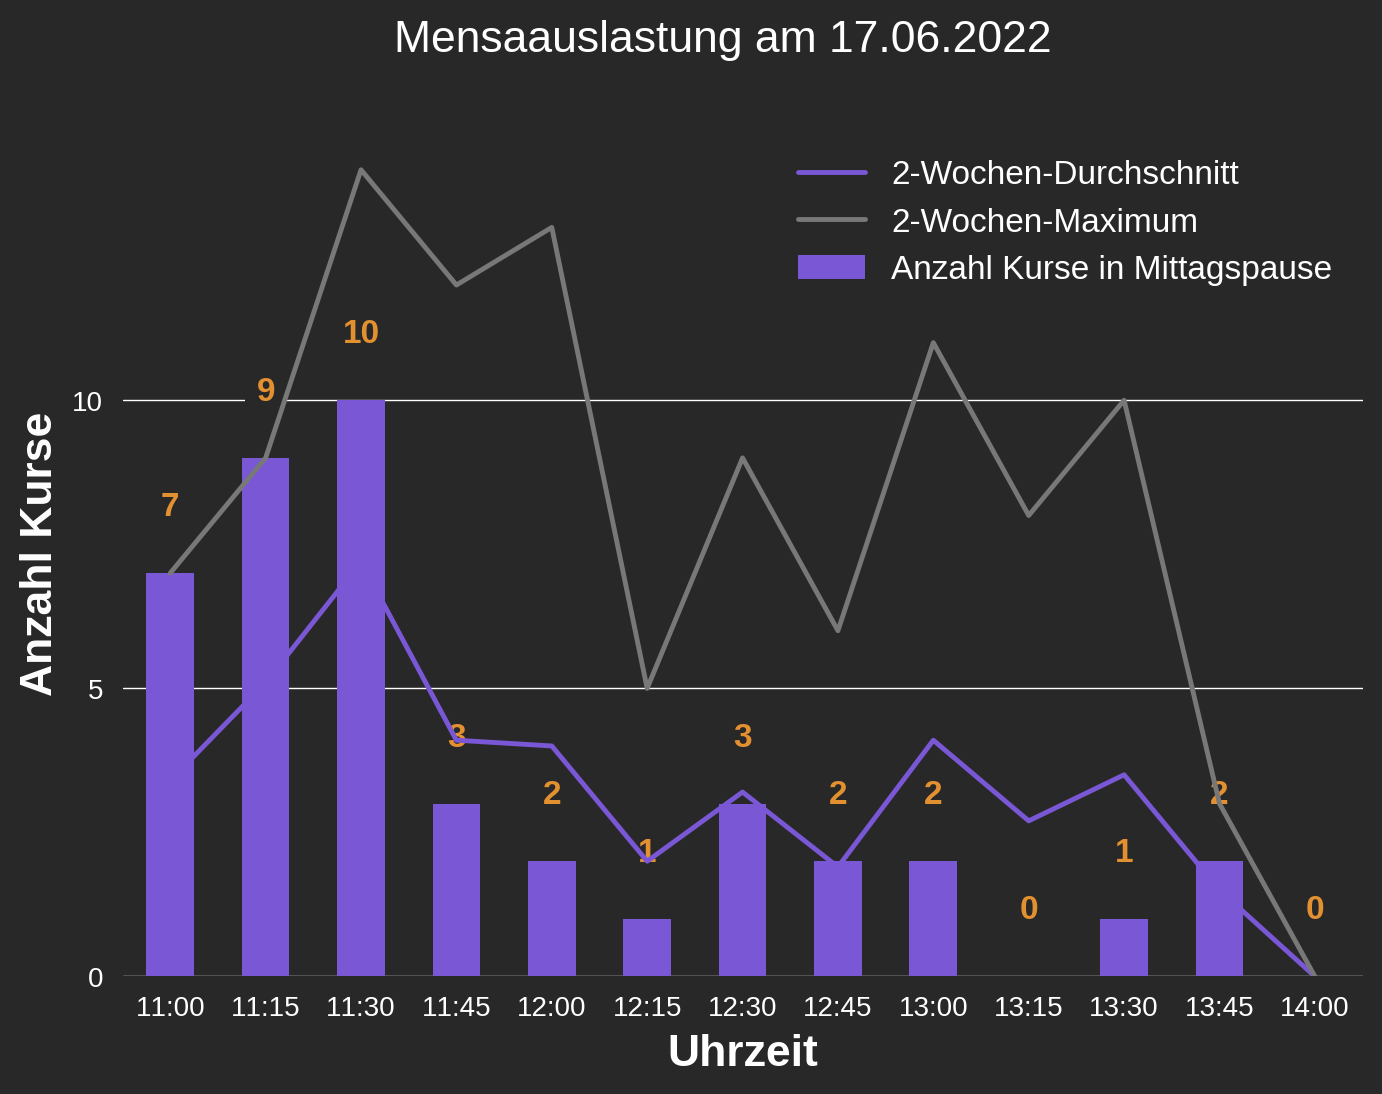 Mensaauslastung am 17.06.2022
2-Wochen-Durchschnitt
2-Wochen-Maximum
Anzahl Kurse in Mittagspause
Anzahl Kurse
10
5
0
7
9
10
3
2
1
3
2
2
0
1
2
0
11:00 11:15 11:30 11:45 12:00 12:15 12:30 12:45 13:00 13:15 13:30 13:45 14:00
Uhrzeit